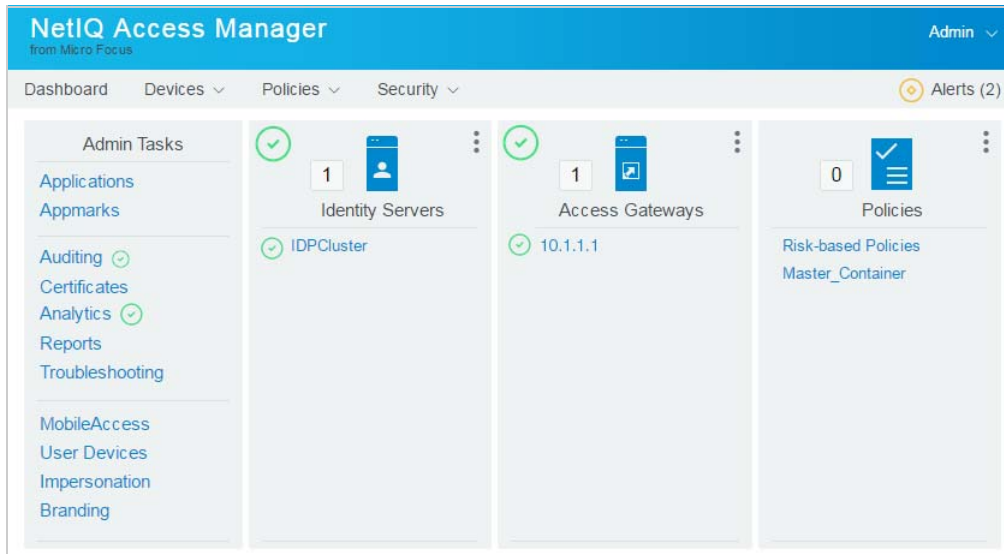 NetIQ Access Manager
from Micro Focus
Admin
Dashboard Devices Policies Security Alerts (2)
Admin Tasks
Applications
Appmarks
Auditing
Certificates
Analytics
Reports
Troubleshooting
MobileAccess
User Devices
Impersonation
Branding
1
Identity Servers
IDPCluster
1
Access Gateways
10.1.1.1
0
Policies
Risk-based Policies
Master_Container